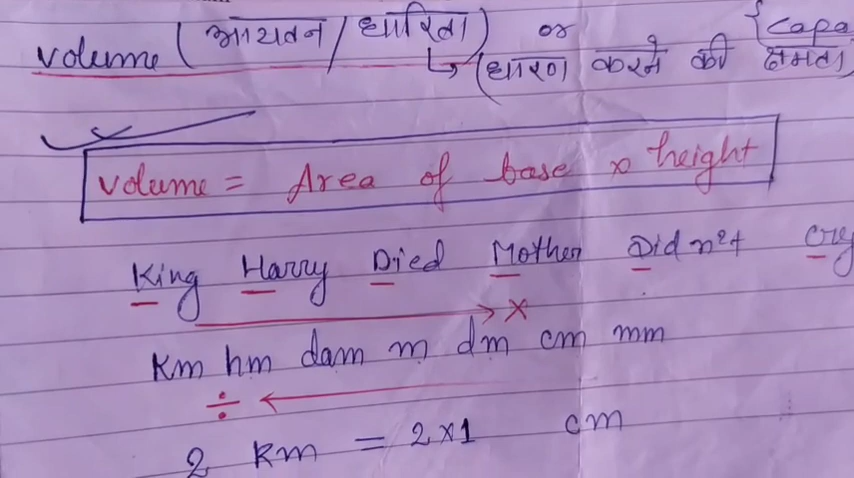 volume (आयतन/धारिता) or {Capa
↳ (धारण करने की क्षमता)
volume = Area of base × height
King Harry Died Mother Didn't Cry
→ ×
Km hm dam m dm cm mm
÷ ←
2 Km = 2×1 cm